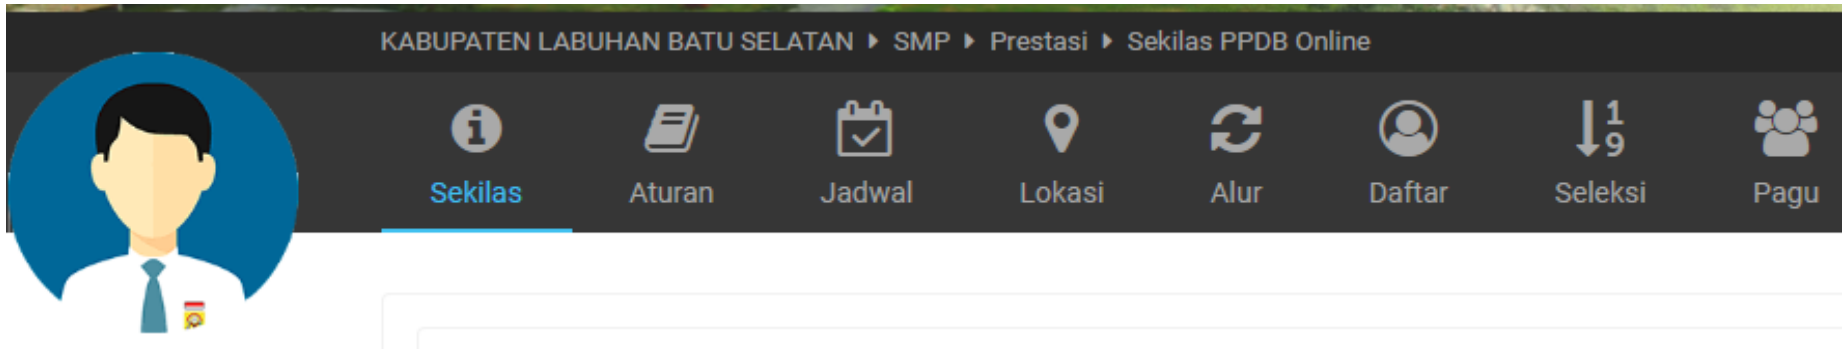 KABUPATEN LABUHAN BATU SELATAN ▸ SMP ▸ Prestasi ▸ Sekilas PPDB Online
Sekilas Aturan Jadwal Lokasi Alur Daftar Seleksi Pagu